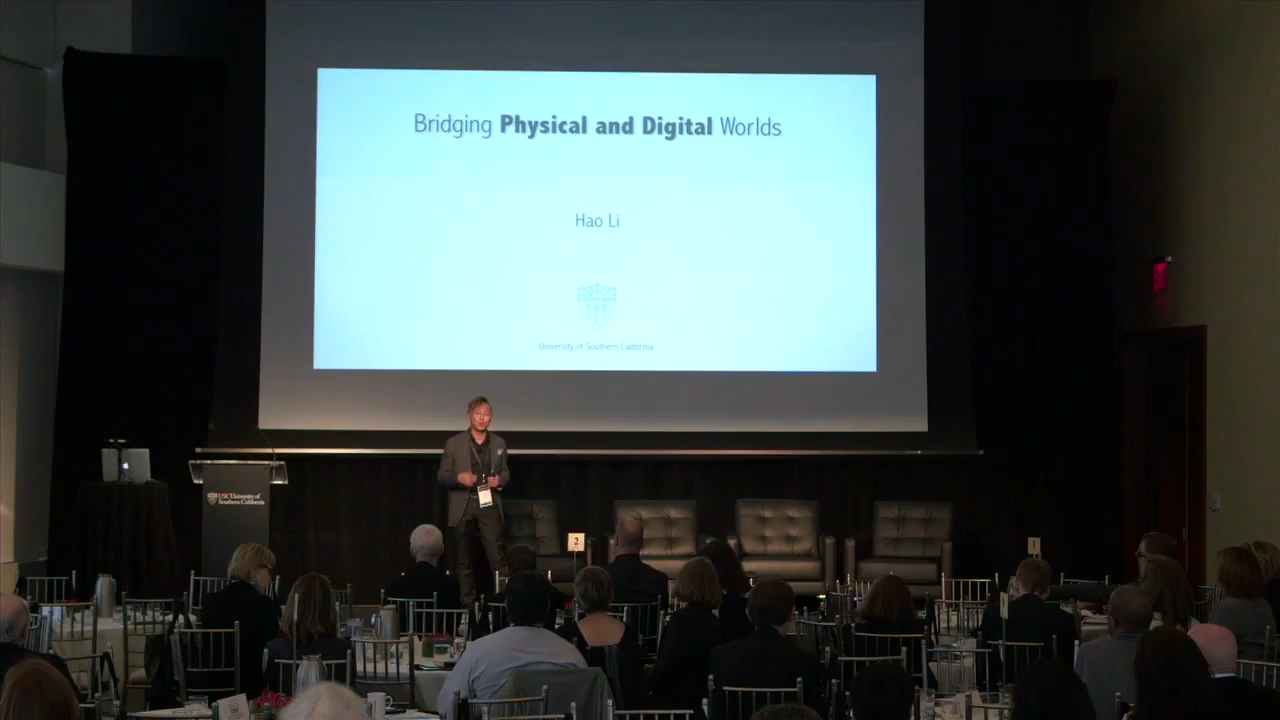 Bridging Physical and Digital Worlds
Hao Li
University of Southern California
USC University of
Southern California
2
3